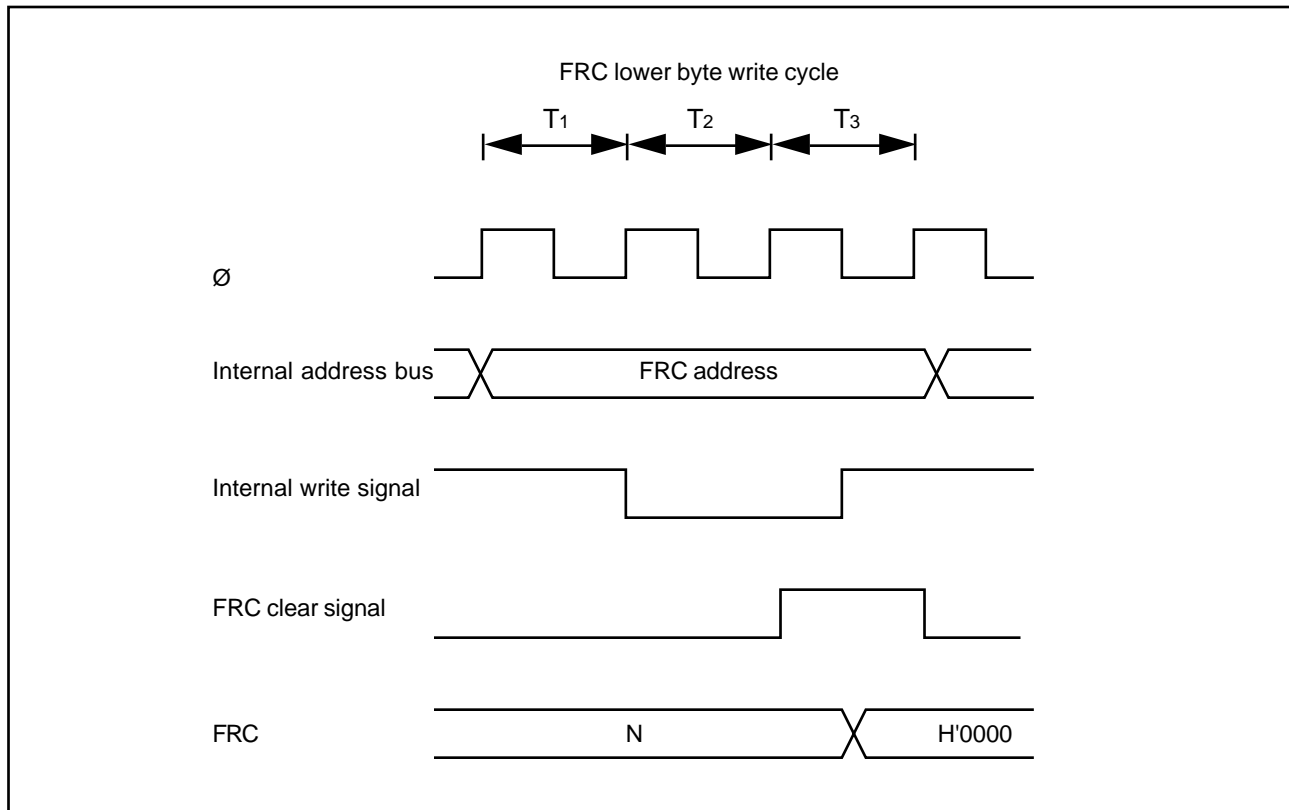 FRC lower byte write cycle
T1 T2 T3
Ø
Internal address bus FRC address
Internal write signal
FRC clear signal
FRC N H'0000